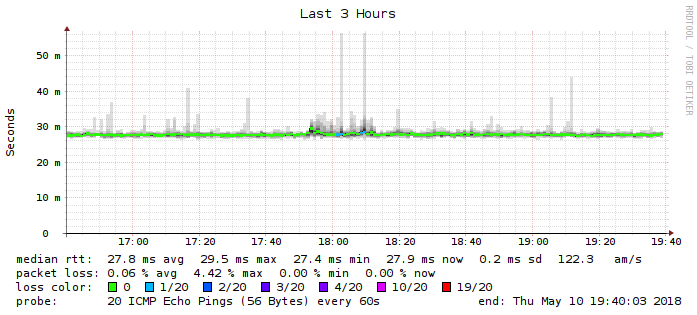 Last 3 Hours
RRDTOOL / TOBI OETIKER
Seconds
50 m
40 m
30 m
20 m
10 m
0
17:00 17:20 17:40 18:00 18:20 18:40 19:00 19:20 19:40
median rtt: 27.8 ms avg 29.5 ms max 27.4 ms min 27.9 ms now 0.2 ms sd 122.3 am/s
packet loss: 0.06 % avg 4.42 % max 0.00 % min 0.00 % now
loss color: 0 1/20 2/20 3/20 4/20 10/20 19/20
probe: 20 ICMP Echo Pings (56 Bytes) every 60s end: Thu May 10 19:40:03 2018